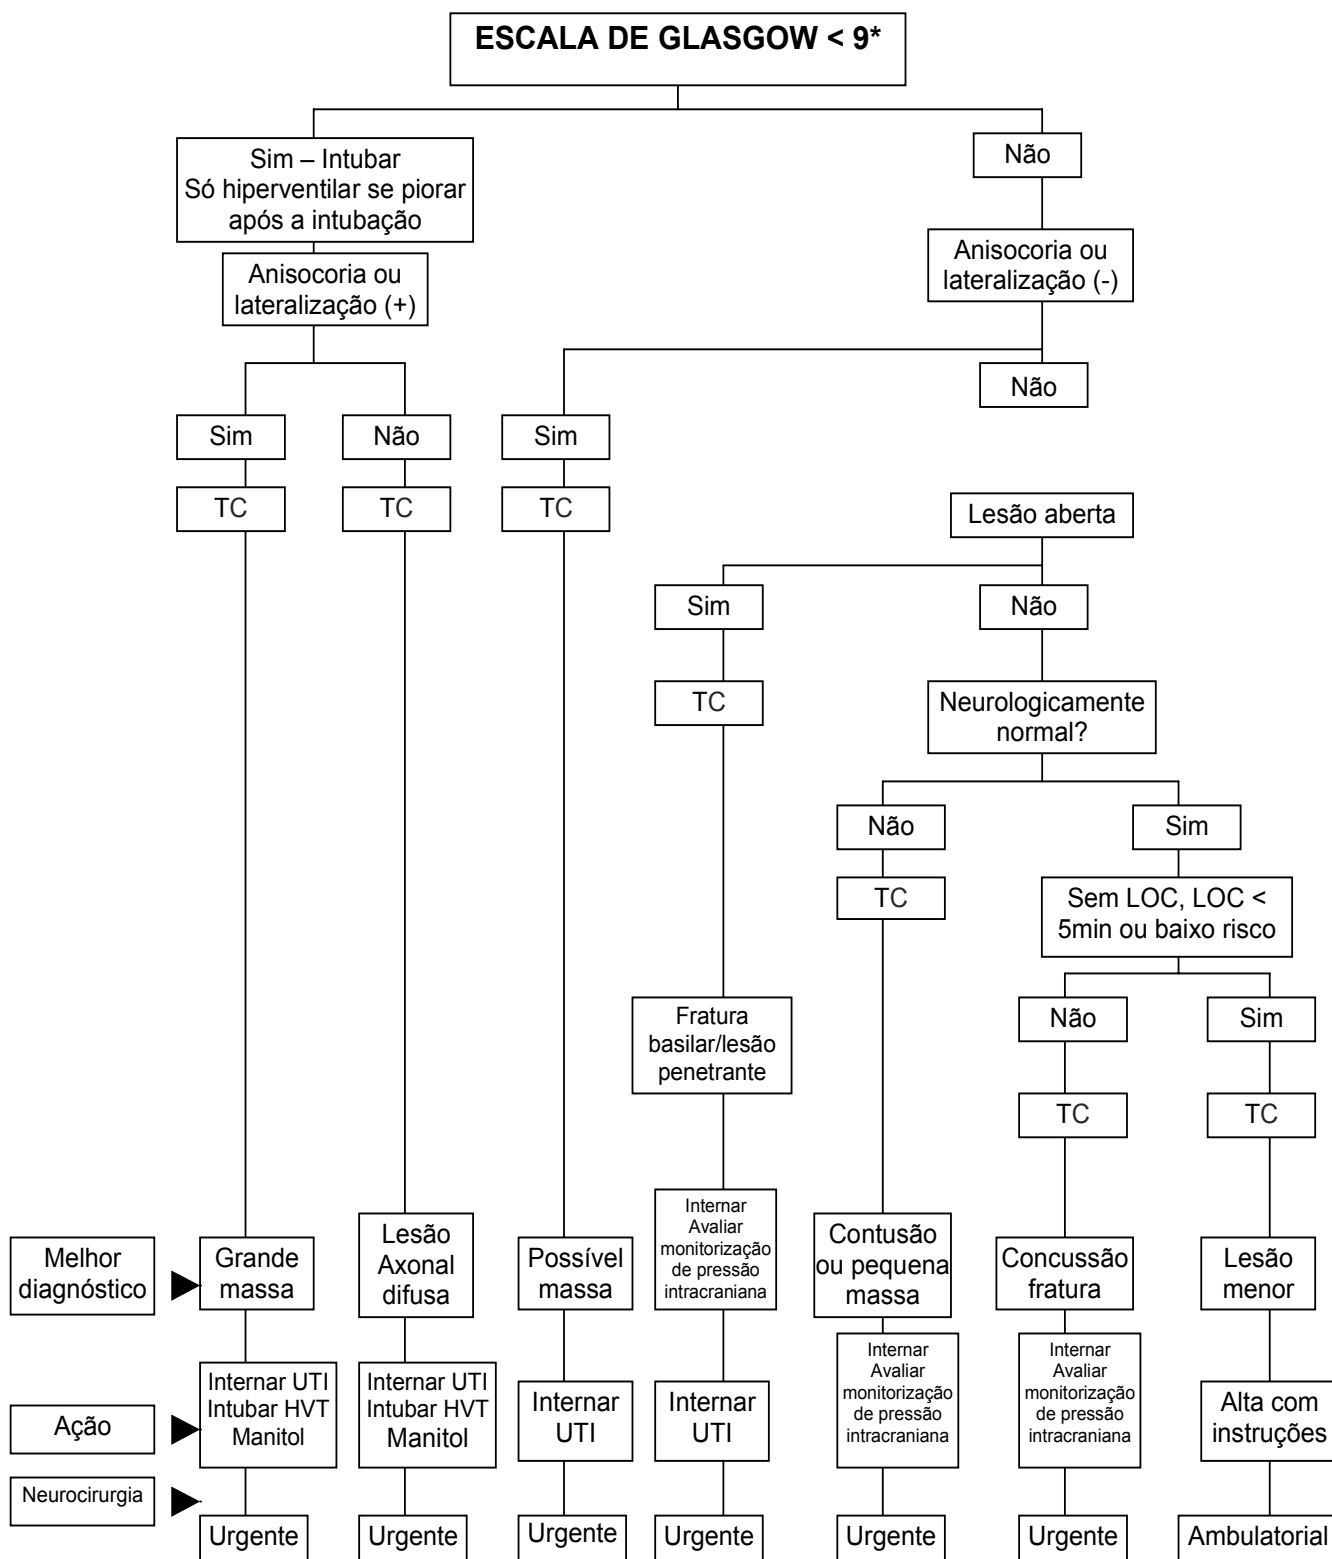 ESCALA DE GLASGOW < 9*
Sim – Intubar
Só hiperventilar se piorar
após a intubação
Não
Anisocoria ou
lateralização (+)
Anisocoria ou
lateralização (-)
Não
Sim
Não
Sim
TC
TC
TC
Lesão aberta
Sim
Não
TC
Neurologicamente
normal?
Não
Sim
TC
Sem LOC, LOC <
5min ou baixo risco
Fratura
basilar/lesão
penetrante
Não
Sim
TC
TC
Melhor
diagnóstico
Grande
massa
Lesão
Axonal
difusa
Possível
massa
Internar
Avaliar
monitorização
de pressão
intracraniana
Contusão
ou pequena
massa
Concussão
fratura
Lesão
menor
Ação
Internar UTI
Intubar HVT
Manitol
Internar UTI
Intubar HVT
Manitol
Internar
UTI
Internar
UTI
Internar
Avaliar
monitorização
de pressão
intracraniana
Internar
Avaliar
monitorização
de pressão
intracraniana
Alta com
instruções
Neurocirurgia
Urgente
Urgente
Urgente
Urgente
Urgente
Urgente
Ambulatorial